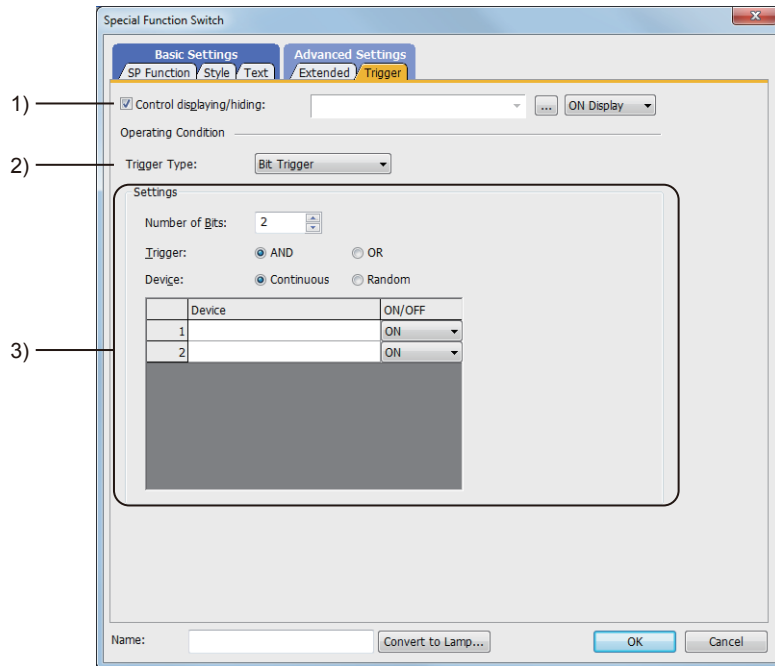 Special Function Switch
Basic Settings Advanced Settings
SP Function Style Text Extended Trigger
1) Control displaying/hiding: ... ON Display
Operating Condition
2) Trigger Type: Bit Trigger
Settings
Number of Bits: 2
Trigger: AND OR
Device: Continuous Random
Device ON/OFF
1 ON
3) 2 ON
Name: Convert to Lamp... OK Cancel